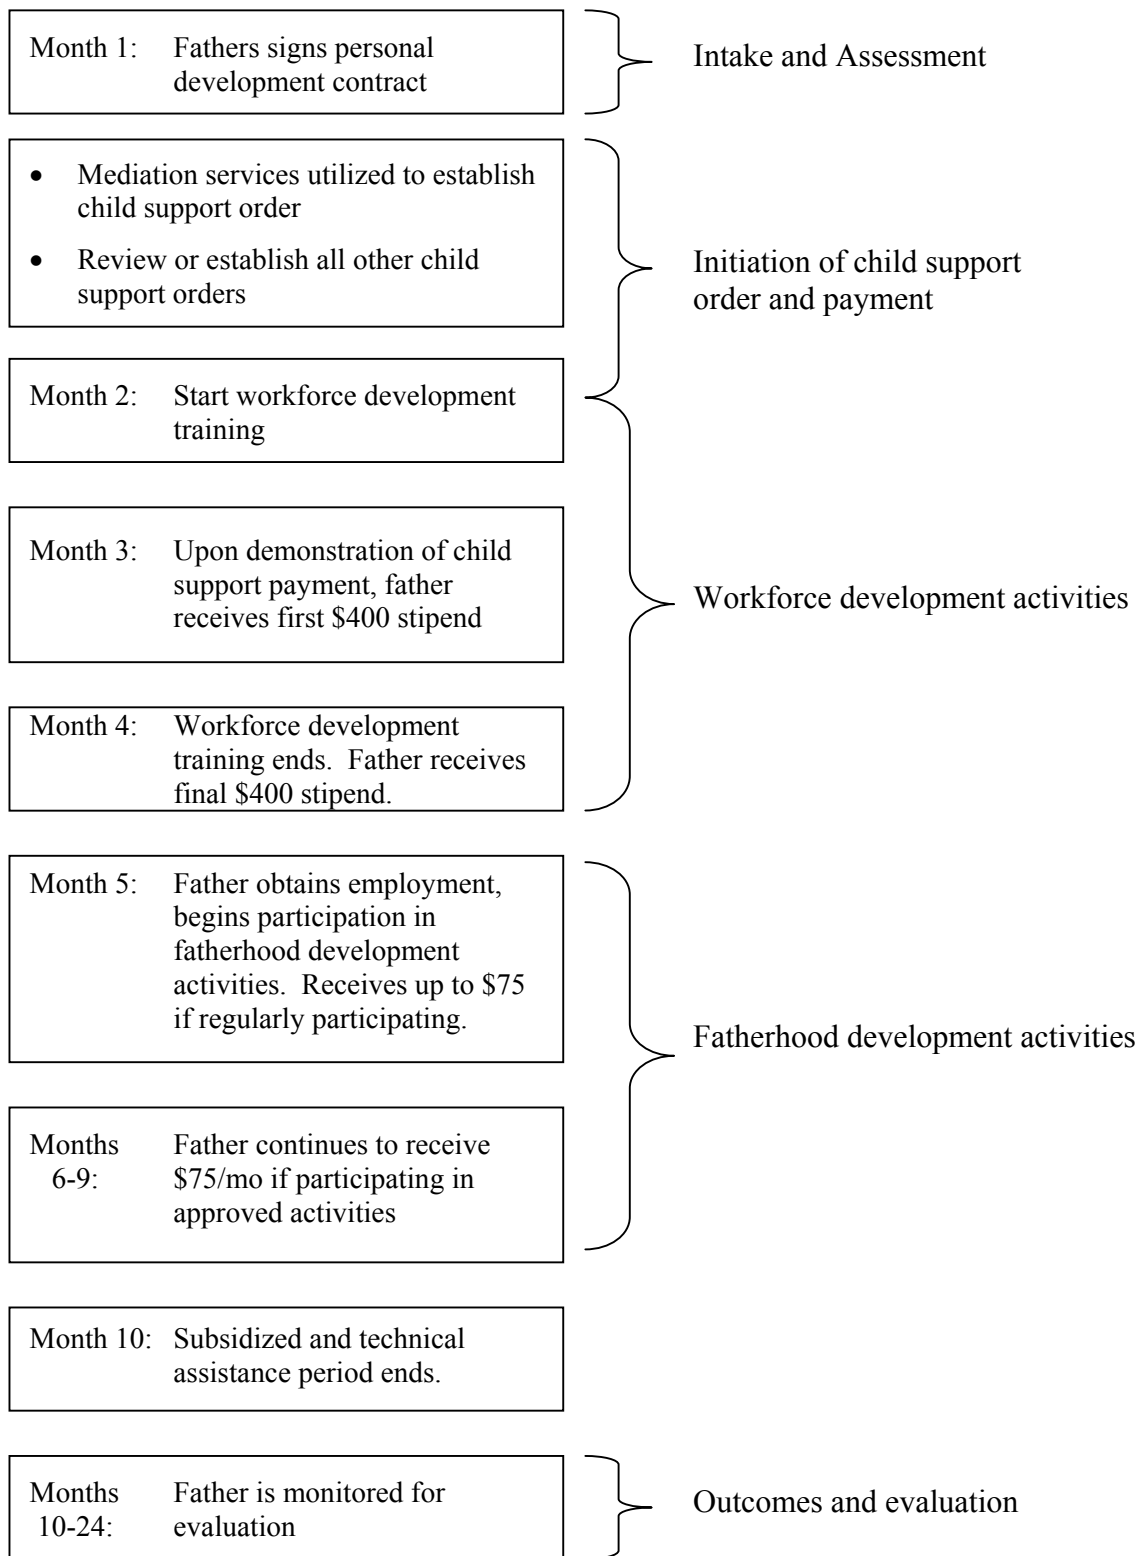 Month 1: Fathers signs personal
development contract
Intake and Assessment
• Mediation services utilized to establish
child support order
• Review or establish all other child
support orders
Initiation of child support
order and payment
Month 2: Start workforce development
training
Month 3: Upon demonstration of child
support payment, father
receives first $400 stipend
Workforce development activities
Month 4: Workforce development
training ends. Father receives
final $400 stipend.
Month 5: Father obtains employment,
begins participation in
fatherhood development
activities. Receives up to $75
if regularly participating.
Fatherhood development activities
Months Father continues to receive
6-9: $75/mo if participating in
approved activities
Month 10: Subsidized and technical
assistance period ends.
Months Father is monitored for
10-24: evaluation
Outcomes and evaluation